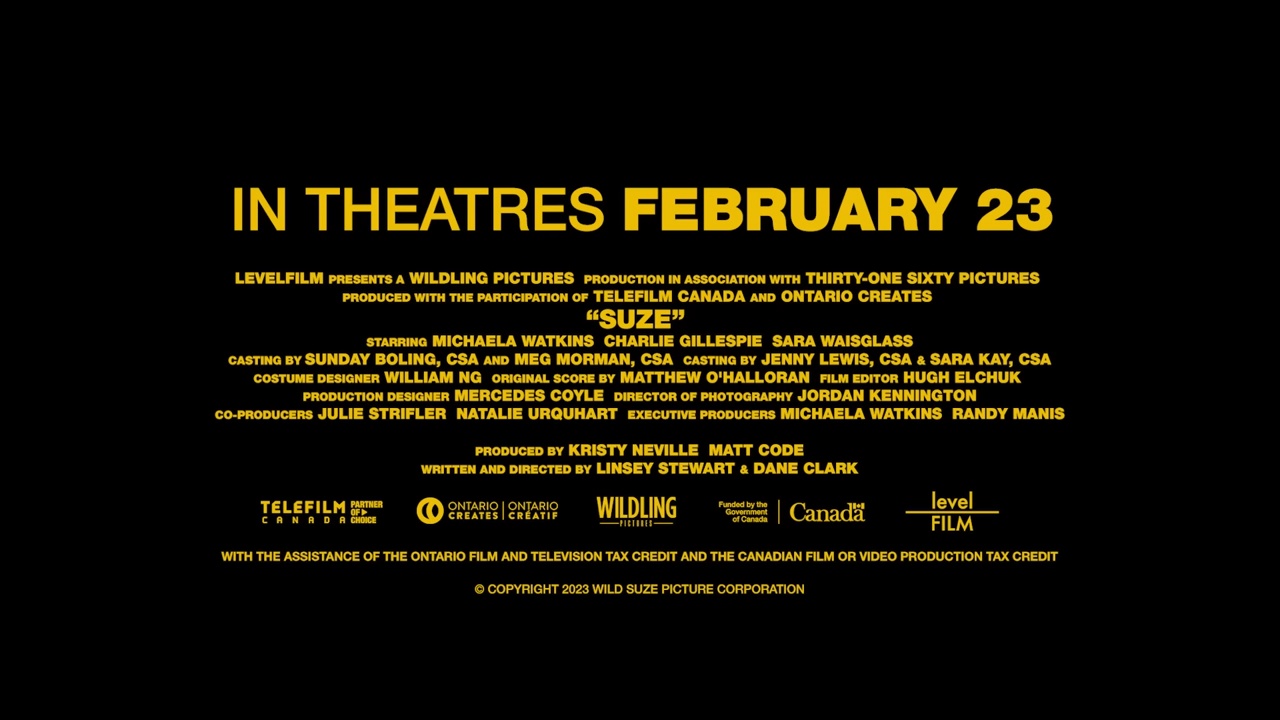 IN THEATRES FEBRUARY 23
LEVELFILM PRESENTS A WILDLING PICTURES PRODUCTION IN ASSOCIATION WITH THIRTY-ONE SIXTY PICTURES
PRODUCED WITH THE PARTICIPATION OF TELEFILM CANADA AND ONTARIO CREATES
“SUZE”
STARRING MICHAELA WATKINS CHARLIE GILLESPIE SARA WAISGLASS
CASTING BY SUNDAY BOLING, CSA AND MEG MORMAN, CSA CASTING BY JENNY LEWIS, CSA & SARA KAY, CSA
COSTUME DESIGNER WILLIAM NG ORIGINAL SCORE BY MATTHEW O'HALLORAN FILM EDITOR HUGH ELCHUK
PRODUCTION DESIGNER MERCEDES COYLE DIRECTOR OF PHOTOGRAPHY JORDAN KENNINGTON
CO-PRODUCERS JULIE STRIFLER NATALIE URQUHART EXECUTIVE PRODUCERS MICHAELA WATKINS RANDY MANIS
PRODUCED BY KRISTY NEVILLE MATT CODE
WRITTEN AND DIRECTED BY LINSEY STEWART & DANE CLARK
TELEFILM
CANADA
PARTNER
OF
CHOICE
ONTARIO
CREATES
ONTARIO
CRÉATIF
WILDLING
PICTURES
Funded by the
Government
of Canada
Canada
level
FILM
WITH THE ASSISTANCE OF THE ONTARIO FILM AND TELEVISION TAX CREDIT AND THE CANADIAN FILM OR VIDEO PRODUCTION TAX CREDIT
© COPYRIGHT 2023 WILD SUZE PICTURE CORPORATION